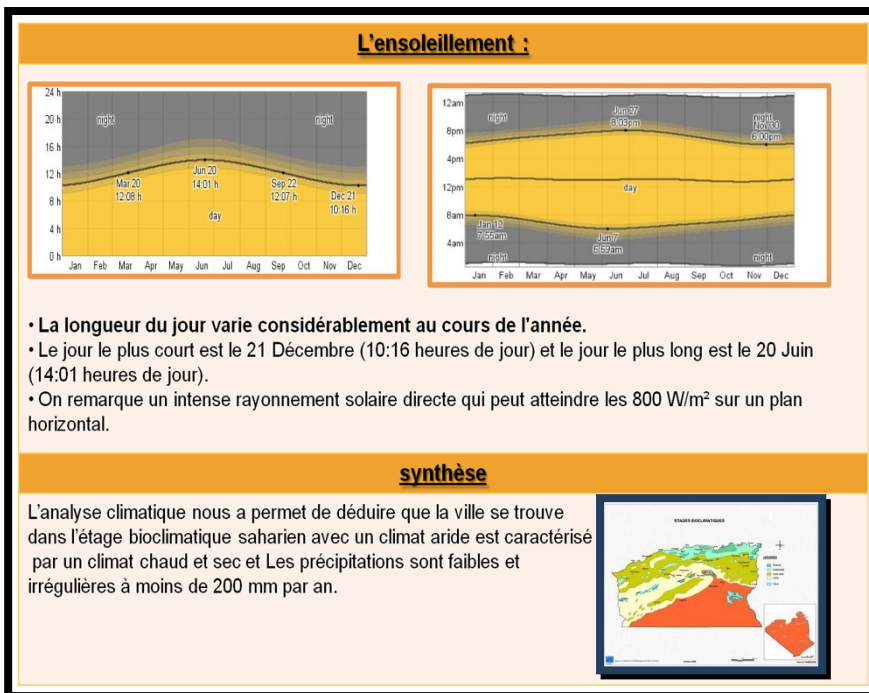 L'ensoleillement :
24 h
20 h
16 h
12 h
8 h
4 h
0 h
night
night
Mar 20
12:08 h
Jun 20
14:01 h
Sep 22
12:07 h
Dec 21
10:16 h
day
Jan Feb Mar Apr May Jun Jul Aug Sep Oct Nov Dec
12am
8pm
4pm
12pm
8am
4am
night
Jun 27
8:03pm
night
Nov 30
6:00pm
day
Jan 12
7:55am
Jun 7
5:59am
night
night
Jan Feb Mar Apr May Jun Jul Aug Sep Oct Nov Dec
• La longueur du jour varie considérablement au cours de l'année.
• Le jour le plus court est le 21 Décembre (10:16 heures de jour) et le jour le plus long est le 20 Juin
(14:01 heures de jour).
• On remarque un intense rayonnement solaire directe qui peut atteindre les 800 W/m² sur un plan
horizontal.
synthèse
L'analyse climatique nous a permet de déduire que la ville se trouve
dans l'étage bioclimatique saharien avec un climat aride est caractérisé
par un climat chaud et sec et Les précipitations sont faibles et
irrégulières à moins de 200 mm par an.
ETAGES BIOCLIMATIQUES